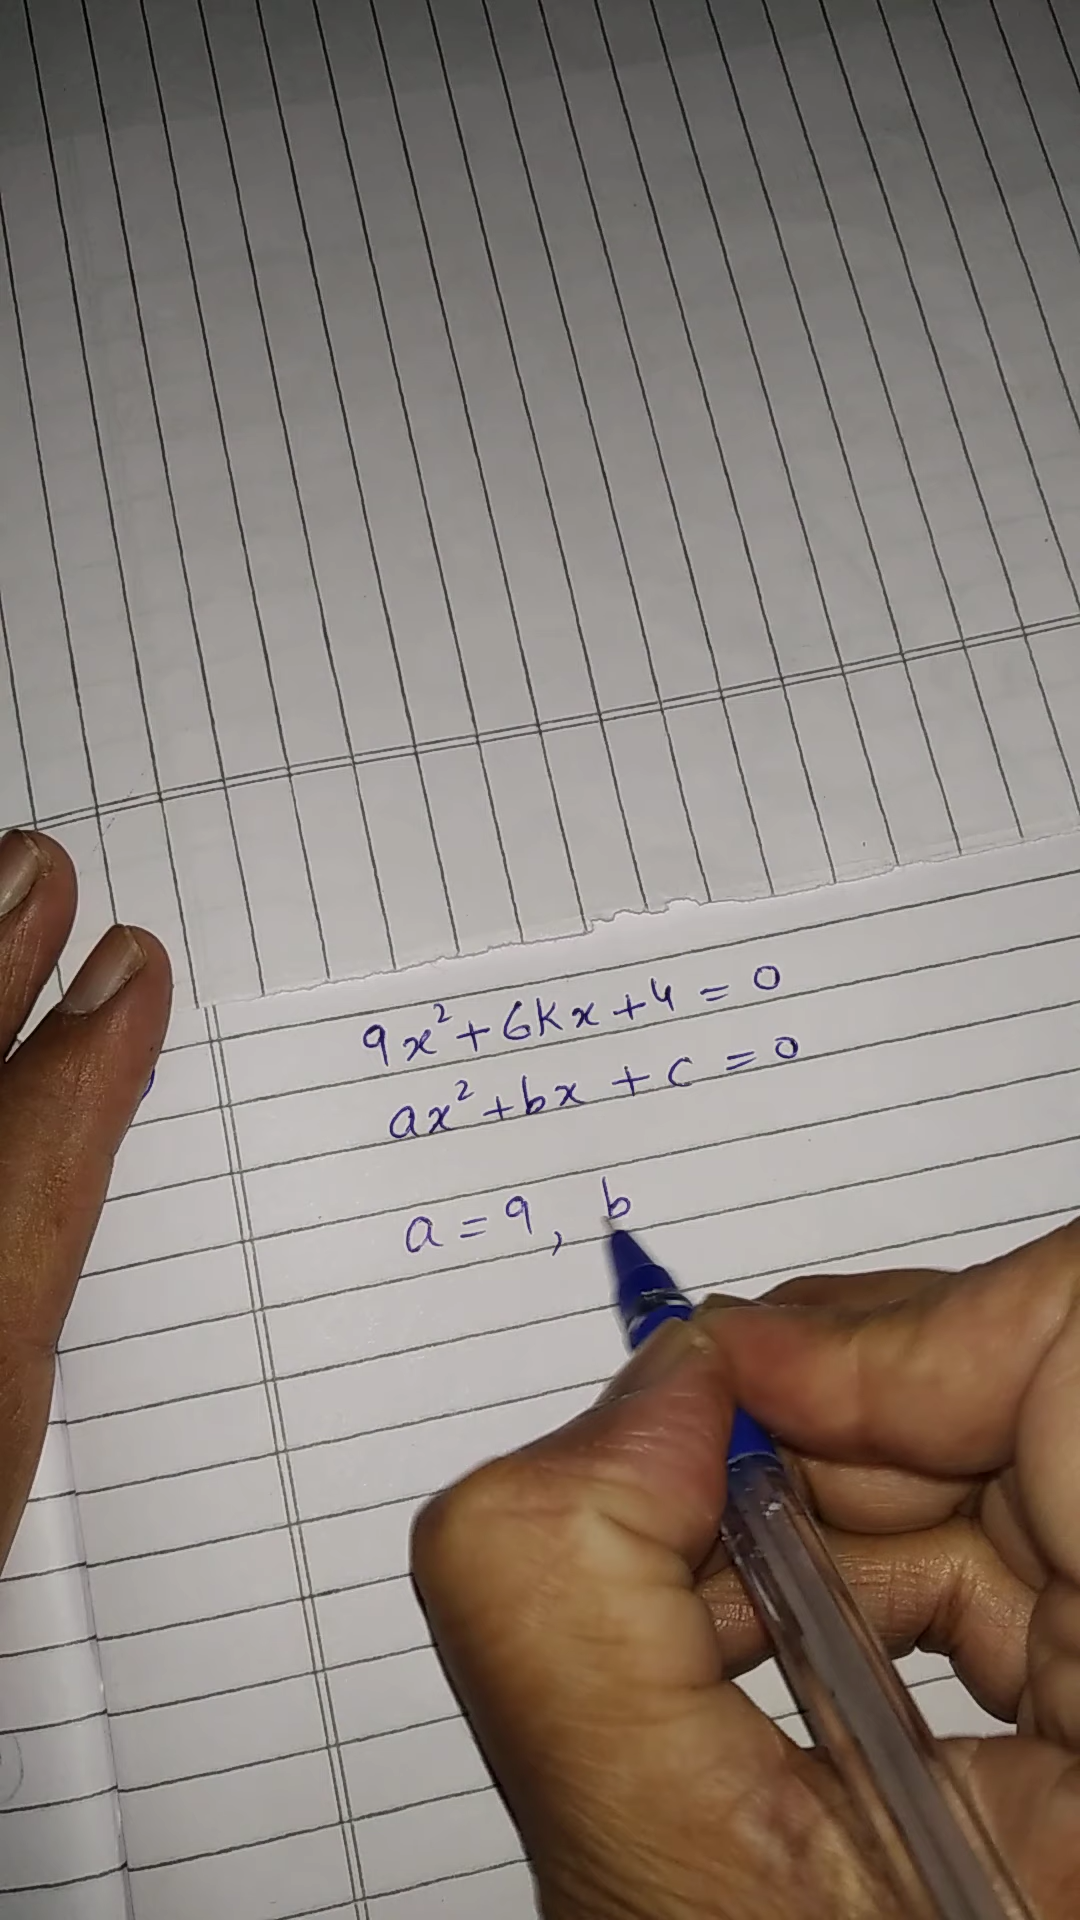 9x² + 6kx + 4 = 0
ax² + bx + c = 0
a = 9, b